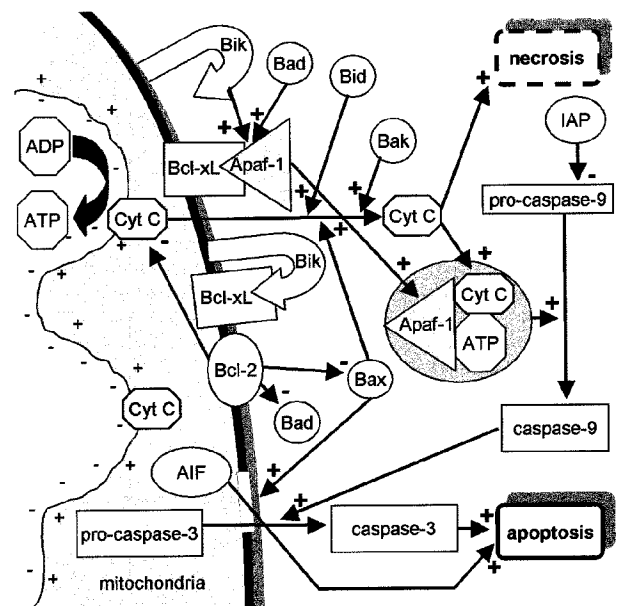 Bik
Bad
Bid
necrosis
IAP
ADP
Bcl-xL
Apaf-1
Bak
ATP
Cyt C
Cyt C
pro-caspase-9
Bik
Bcl-xL
Cyt C
Apaf-1
ATP
Bcl-2
Bax
Cyt C
Bad
caspase-9
AIF
pro-caspase-3
caspase-3
apoptosis
mitochondria